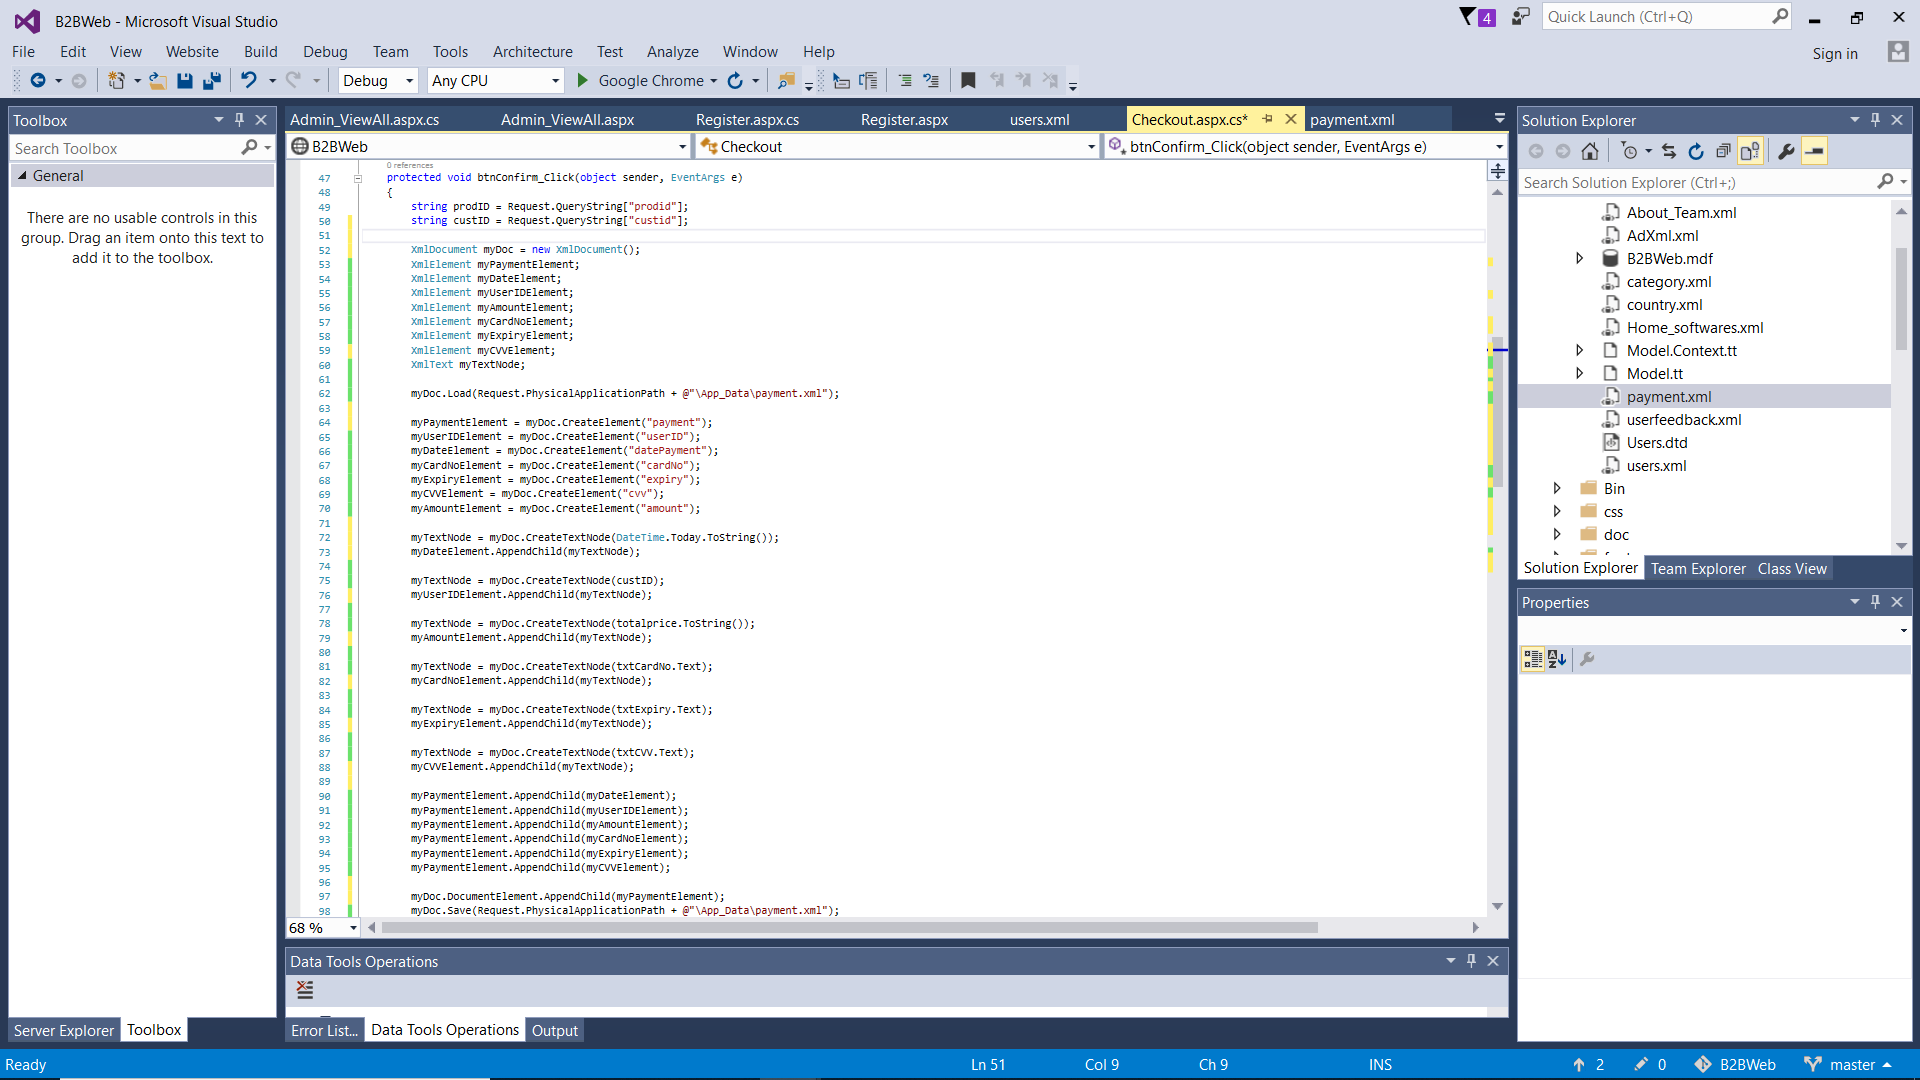 B2BWeb - Microsoft Visual Studio
4
Quick Launch (Ctrl+Q)
File Edit View Website Build Debug Team Tools Architecture Test Analyze Window Help
Sign in
Debug Any CPU Google Chrome
Toolbox
Search Toolbox
General
There are no usable controls in this
group. Drag an item onto this text to
add it to the toolbox.
Server Explorer Toolbox
Admin_ViewAll.aspx.cs Admin_ViewAll.aspx Register.aspx.cs Register.aspx users.xml Checkout.aspx.cs* payment.xml
B2BWeb Checkout btnConfirm_Click(object sender, EventArgs e)
0 references
47 protected void btnConfirm_Click(object sender, EventArgs e)
48 {
49 string prodID = Request.QueryString["prodid"];
50 string custID = Request.QueryString["custid"];
51
52 XmlDocument myDoc = new XmlDocument();
53 XmlElement myPaymentElement;
54 XmlElement myDateElement;
55 XmlElement myUserIDElement;
56 XmlElement myAmountElement;
57 XmlElement myCardNoElement;
58 XmlElement myExpiryElement;
59 XmlElement myCVVElement;
60 XmlText myTextNode;
61
62 myDoc.Load(Request.PhysicalApplicationPath + @"\App_Data\payment.xml");
63
64 myPaymentElement = myDoc.CreateElement("payment");
65 myUserIDElement = myDoc.CreateElement("userID");
66 myDateElement = myDoc.CreateElement("datePayment");
67 myCardNoElement = myDoc.CreateElement("cardNo");
68 myExpiryElement = myDoc.CreateElement("expiry");
69 myCVVElement = myDoc.CreateElement("cvv");
70 myAmountElement = myDoc.CreateElement("amount");
71
72 myTextNode = myDoc.CreateTextNode(DateTime.Today.ToString());
73 myDateElement.AppendChild(myTextNode);
74
75 myTextNode = myDoc.CreateTextNode(custID);
76 myUserIDElement.AppendChild(myTextNode);
77
78 myTextNode = myDoc.CreateTextNode(totalprice.ToString());
79 myAmountElement.AppendChild(myTextNode);
80
81 myTextNode = myDoc.CreateTextNode(txtCardNo.Text);
82 myCardNoElement.AppendChild(myTextNode);
83
84 myTextNode = myDoc.CreateTextNode(txtExpiry.Text);
85 myExpiryElement.AppendChild(myTextNode);
86
87 myTextNode = myDoc.CreateTextNode(txtCVV.Text);
88 myCVVElement.AppendChild(myTextNode);
89
90 myPaymentElement.AppendChild(myDateElement);
91 myPaymentElement.AppendChild(myUserIDElement);
92 myPaymentElement.AppendChild(myAmountElement);
93 myPaymentElement.AppendChild(myCardNoElement);
94 myPaymentElement.AppendChild(myExpiryElement);
95 myPaymentElement.AppendChild(myCVVElement);
96
97 myDoc.DocumentElement.AppendChild(myPaymentElement);
98 myDoc.Save(Request.PhysicalApplicationPath + @"\App_Data\payment.xml");
68 %
Data Tools Operations
Error List... Data Tools Operations Output
Solution Explorer
Search Solution Explorer (Ctrl+;)
About_Team.xml
AdXml.xml
B2BWeb.mdf
category.xml
country.xml
Home_softwares.xml
Model.Context.tt
Model.tt
payment.xml
userfeedback.xml
Users.dtd
users.xml
Bin
css
doc
Solution Explorer Team Explorer Class View
Properties
Ready Ln 51 Col 9 Ch 9 INS 2 0 B2BWeb master